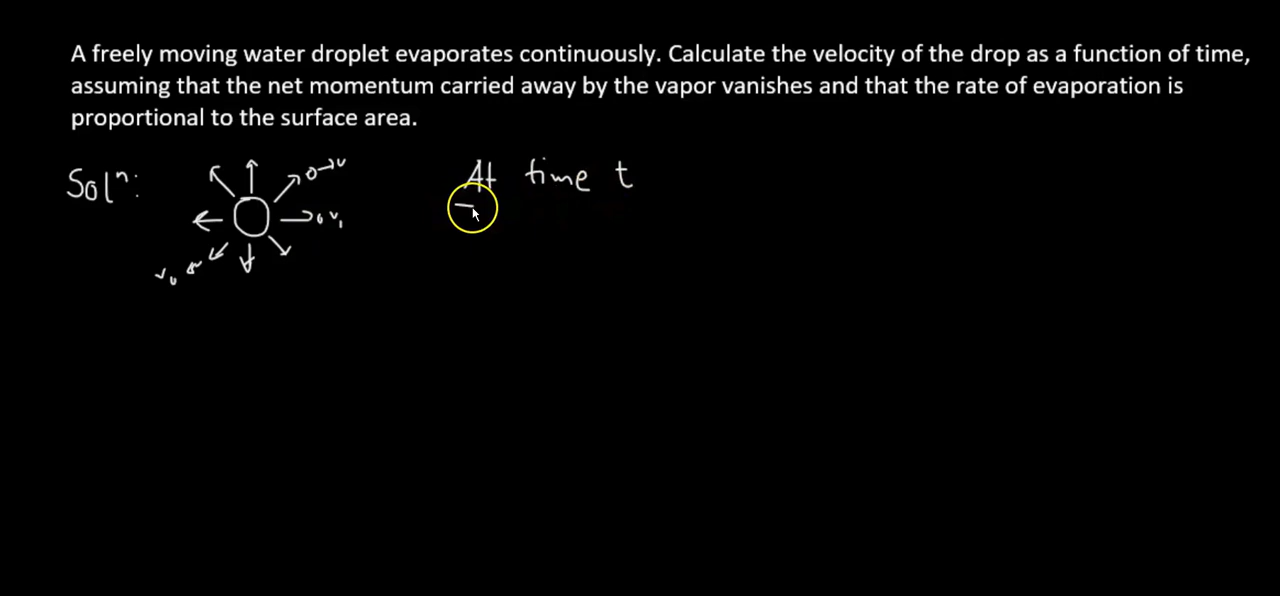 A freely moving water droplet evaporates continuously. Calculate the velocity of the drop as a function of time,
assuming that the net momentum carried away by the vapor vanishes and that the rate of evaporation is
proportional to the surface area.
Solⁿ:
At time t
v₁